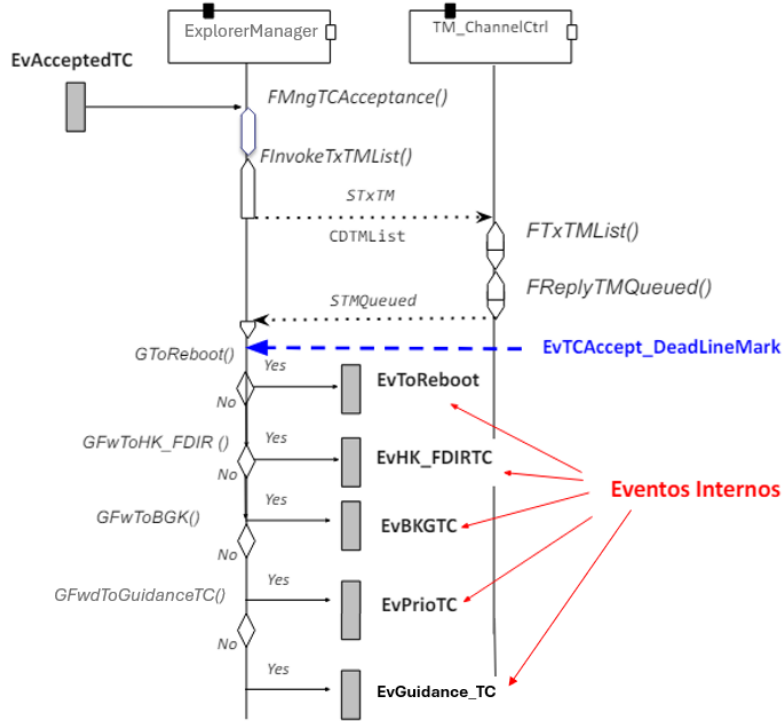 ExplorerManager
TM_ChannelCtrl
EvAcceptedTC
FMngTCAcceptance()
FInvokeTxTMList()
STxTM
CDTMList
FTxTMList()
FReplyTMQueued()
STMQueued
GToReboot()
EvTCAccept_DeadLineMark
Yes
EvToReboot
No
GFwToHK_FDIR ()
Yes
EvHK_FDIRTC
No
Eventos Internos
GFwToBGK()
Yes
EvBKGTC
No
Yes
GFwdToGuidanceTC()
EvPrioTC
No
Yes
EvGuidance_TC